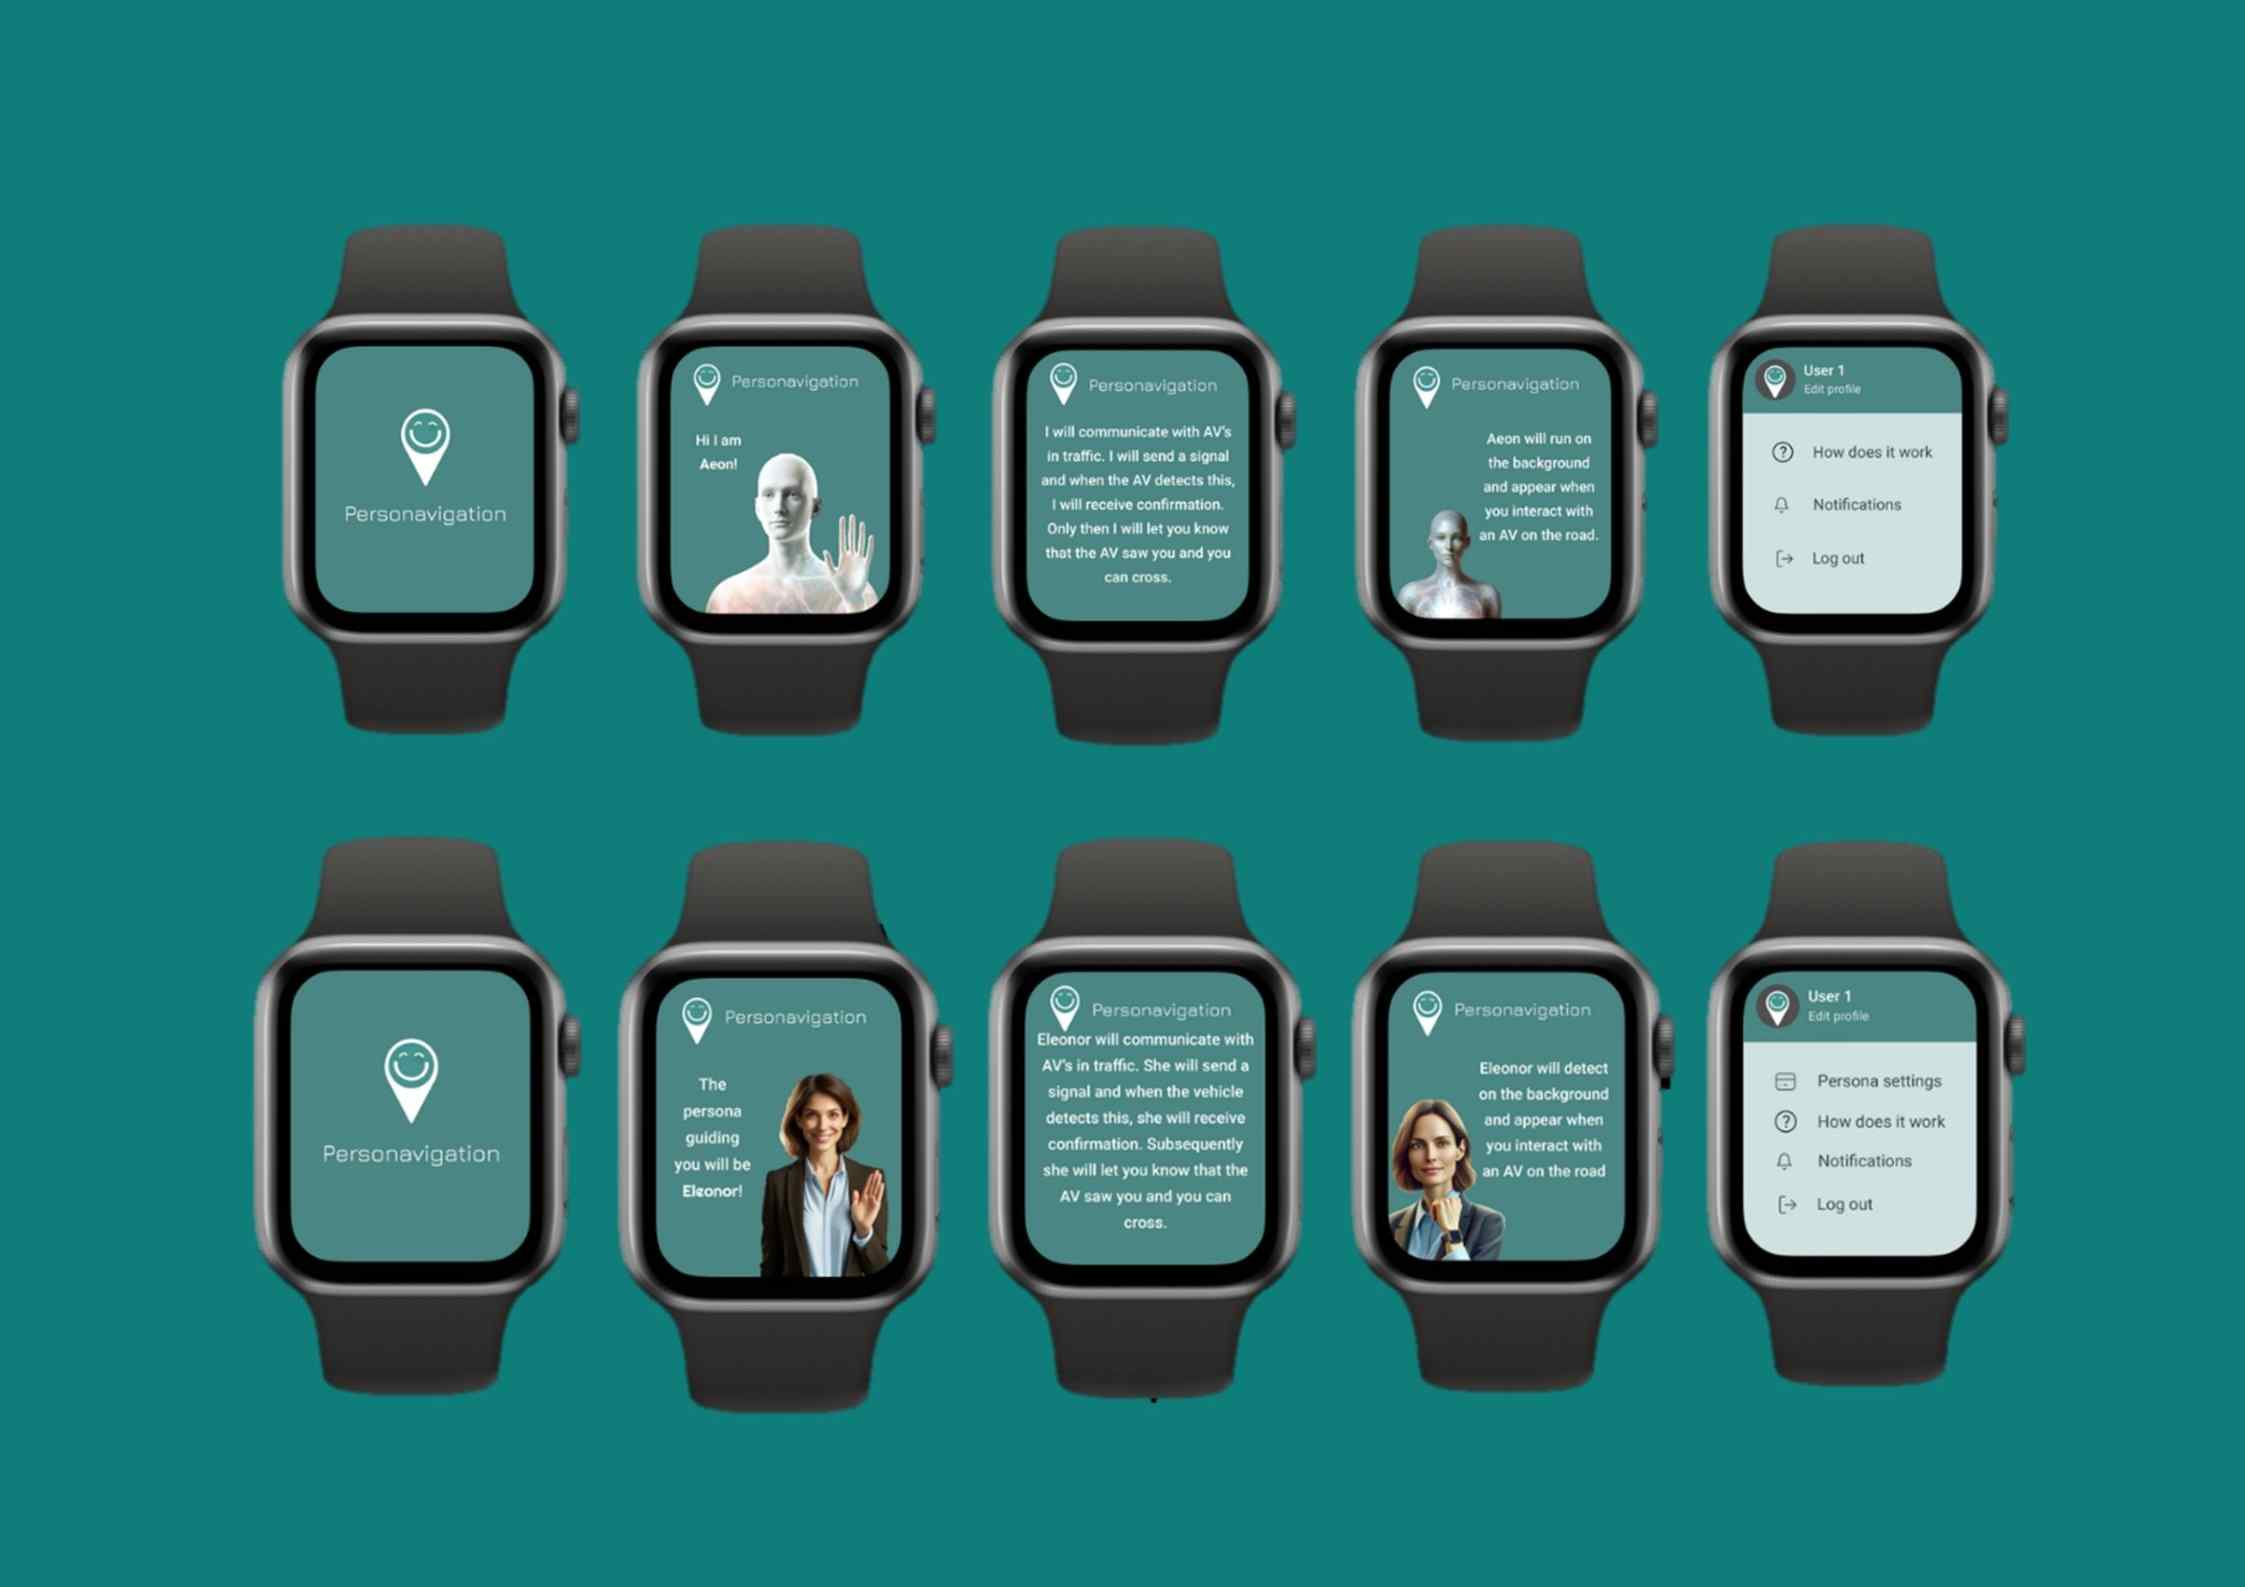 Personavigation
Personavigation
Hi I am
Aeon!
Personavigation
I will communicate with AV's
in traffic. I will send a signal
and when the AV detects this,
I will receive confirmation.
Only then I will let you know
that the AV saw you and you
can cross.
Personavigation
Aeon will run on
the background
and appear when
you interact with
an AV on the road.
User 1
Edit profile
How does it work
Notifications
Log out
Personavigation
Personavigation
The
persona
guiding
you will be
Eleonor!
Personavigation
Eleonor will communicate with
AV's in traffic. She will send a
signal and when the vehicle
detects this, she will receive
confirmation. Subsequently
she will let you know that the
AV saw you and you can
cross.
Personavigation
Eleonor will detect
on the background
and appear when
you interact with
an AV on the road
User 1
Edit profile
Persona settings
How does it work
Notifications
Log out